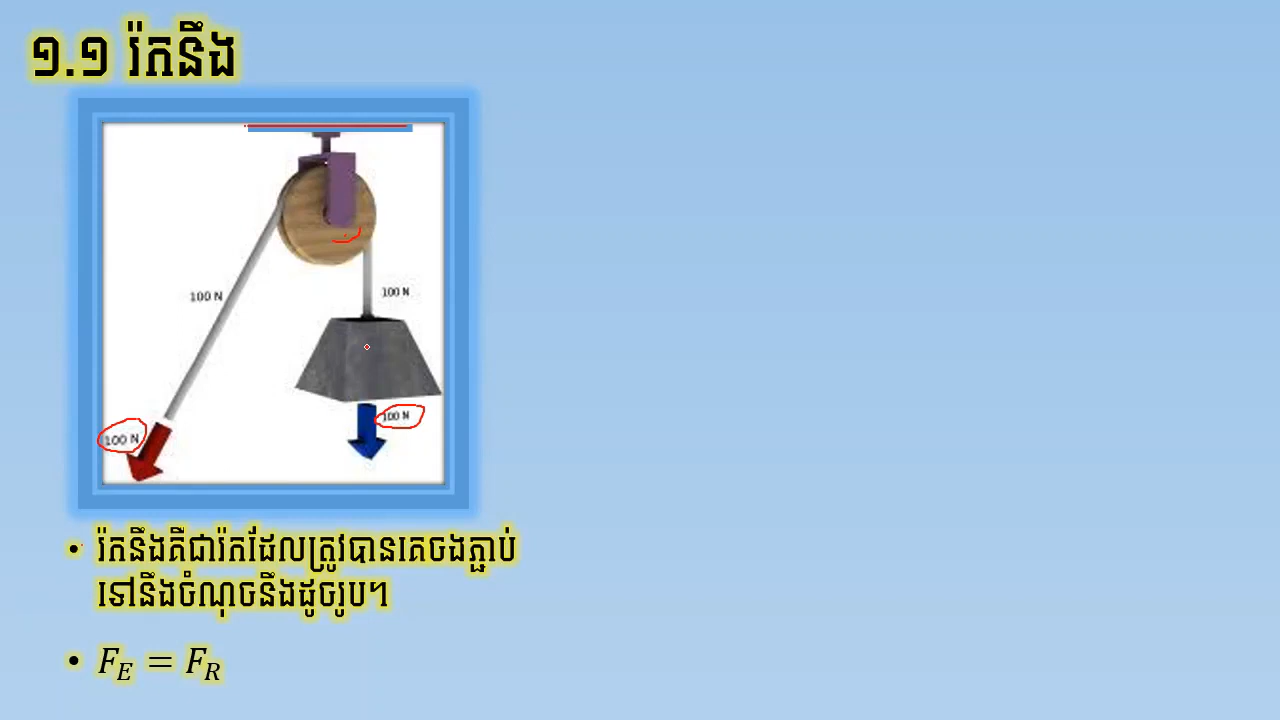 ១.១ រ៉កនឹង
100 N
100 N
100 N
100 N
• រ៉កនឹងគឺជារ៉កដែលត្រូវបានគេចងភ្ជាប់
ទៅនឹងចំណុចនឹងដូចរូប។
• F_E = F_R